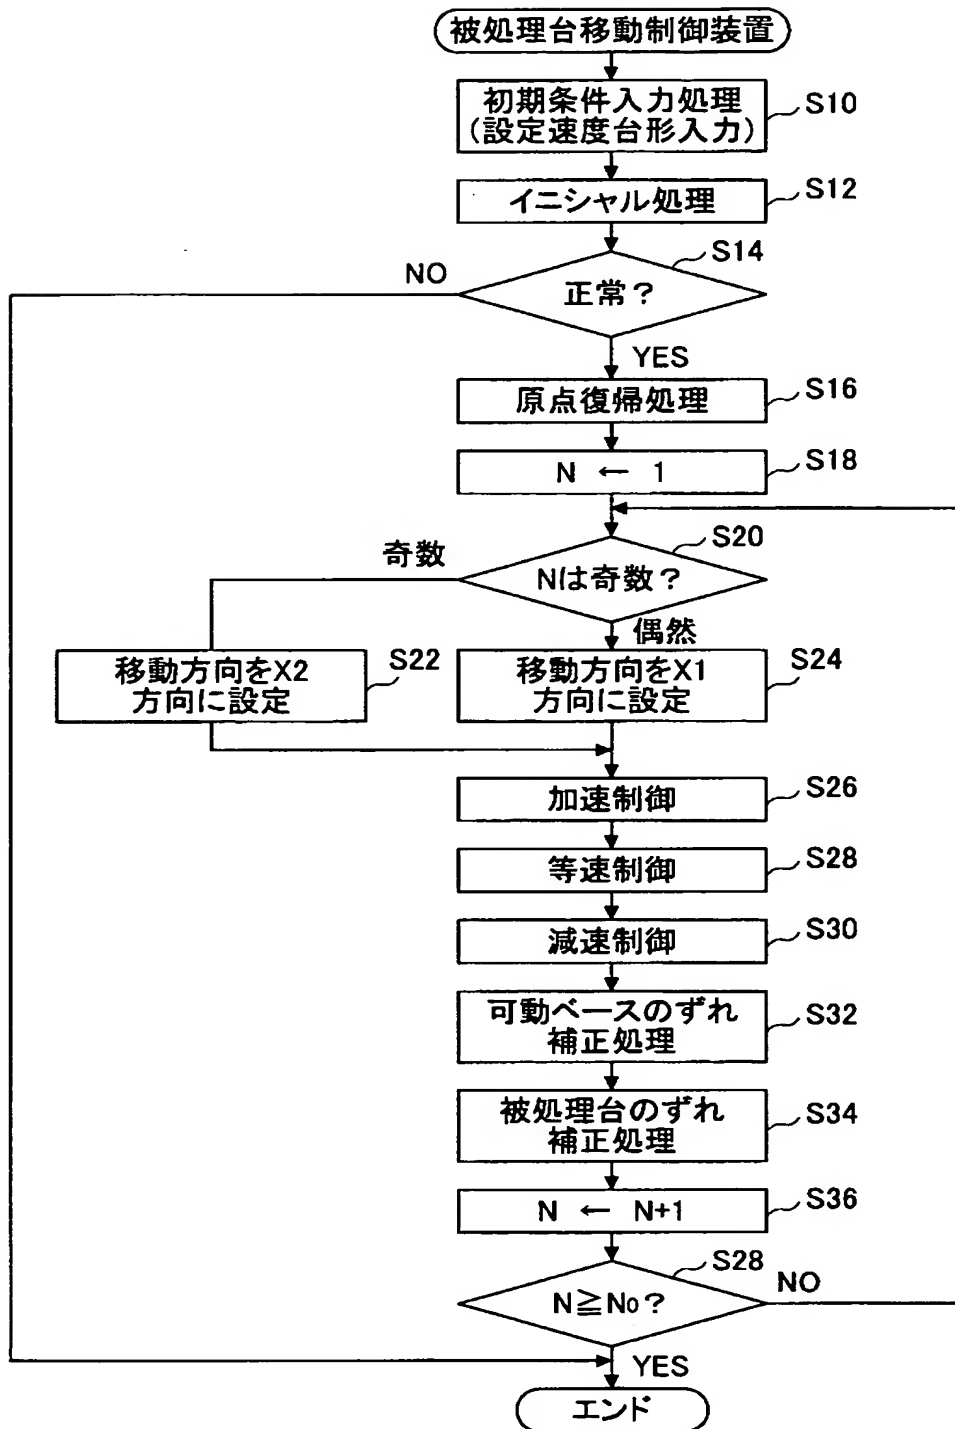 被処理台移動制御装置
初期条件入力処理
(設定速度台形入力)
S10
イニシャル処理
S12
S14
NO
正常？
YES
原点復帰処理
S16
N ← 1
S18
S20
奇数
Nは奇数？
偶然
移動方向をX2
方向に設定
S22
移動方向をX1
方向に設定
S24
加速制御
S26
等速制御
S28
減速制御
S30
可動ベースのずれ
補正処理
S32
被処理台のずれ
補正処理
S34
N ← N+1
S36
S28
N≧N₀？
NO
YES
エンド